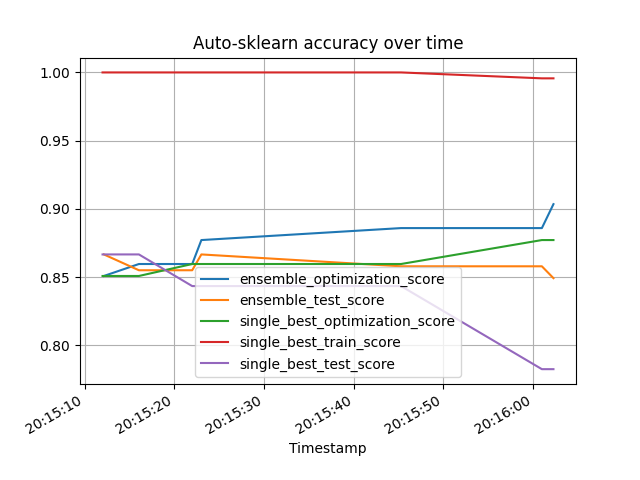 Auto-sklearn accuracy over time
1.00
0.95
0.90
0.85
0.80
ensemble_optimization_score
ensemble_test_score
single_best_optimization_score
single_best_train_score
single_best_test_score
20:15:10
20:15:20
20:15:30
20:15:40
20:15:50
20:16:00
Timestamp